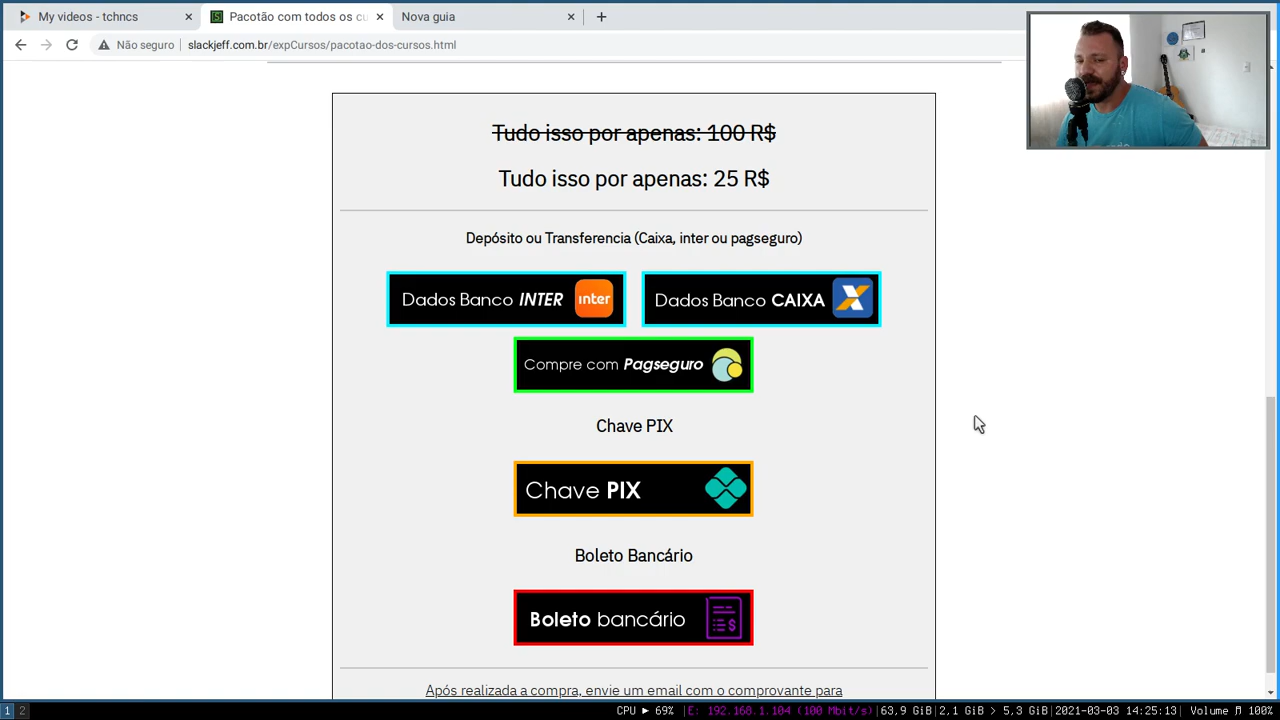 My videos - tchncs
Pacotão com todos os cu
Nova guia
Não seguro
slackjeff.com.br/expCursos/pacotao-dos-cursos.html
Tudo isso por apenas: 100 R$
Tudo isso por apenas: 25 R$
Depósito ou Transferencia (Caixa, inter ou pagseguro)
Dados Banco INTER inter
Dados Banco CAIXA
Compre com Pagseguro
Chave PIX
Chave PIX
Boleto Bancário
Boleto bancário
Após realizada a compra, envie um email com o comprovante para
1 2 CPU ► 69% |E: 192.168.1.104 (100 Mbit/s)|63,9 GiB|2,1 GiB > 5,3 GiB|2021-03-03 14:25:13|Volume ♬ 100%